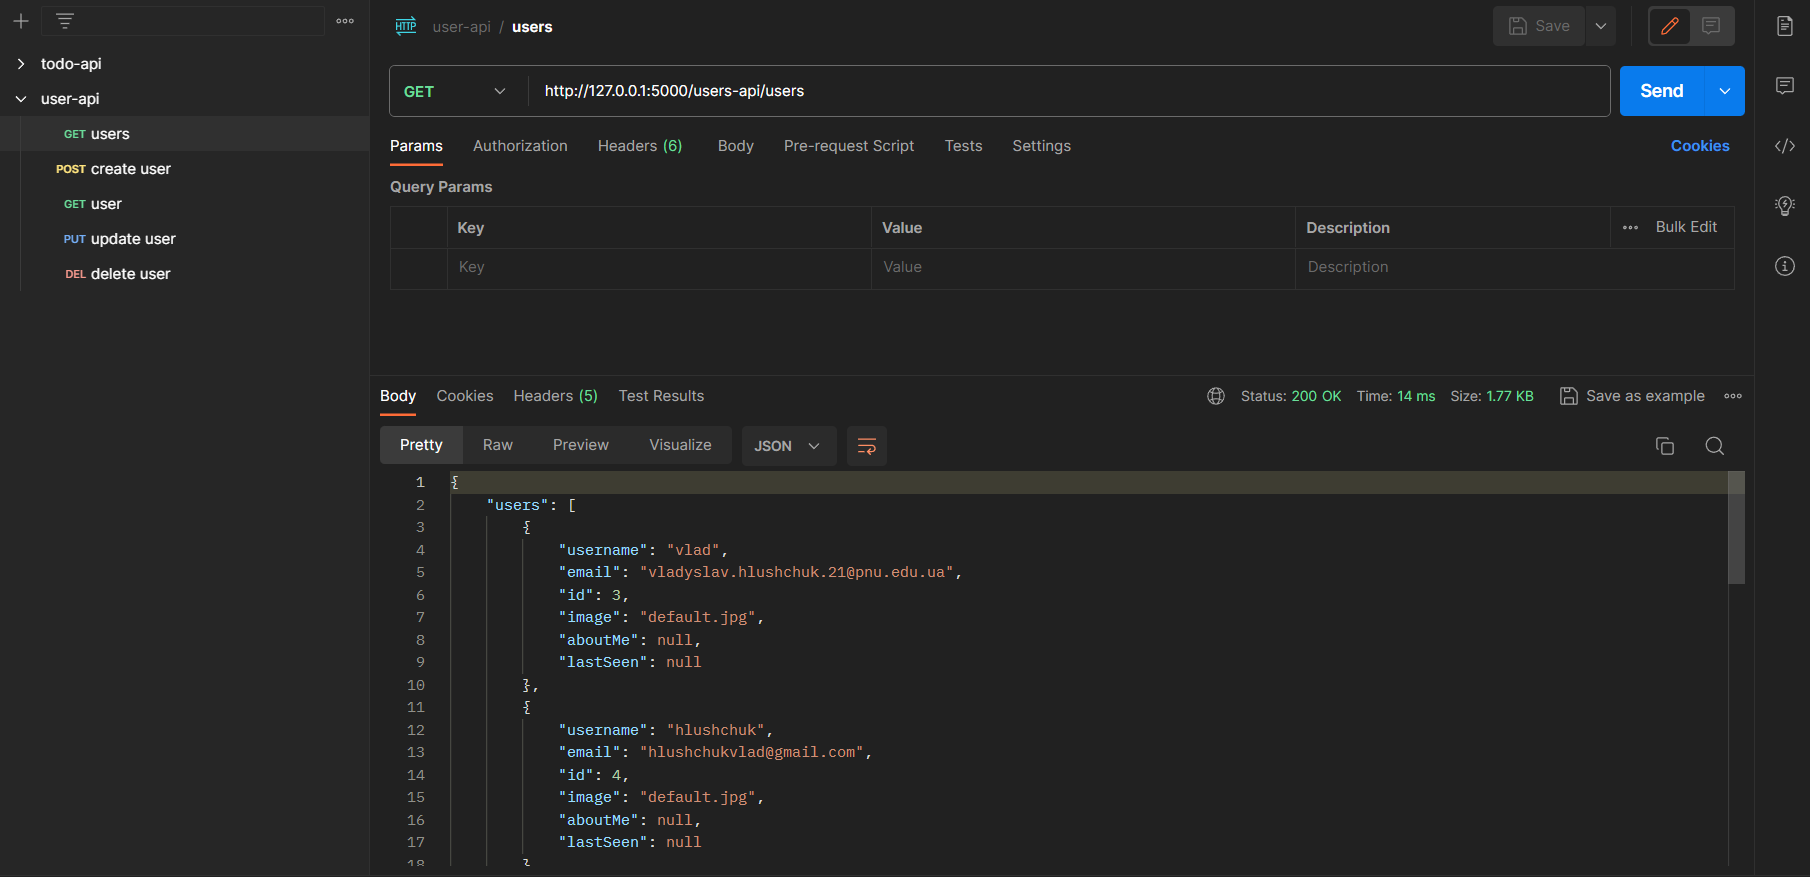 todo-api
user-api
GET users
POST create user
GET user
PUT update user
DEL delete user
HTTP user-api / users
Save
GET http://127.0.0.1:5000/users-api/users
Send
Params Authorization Headers (6) Body Pre-request Script Tests Settings Cookies
Query Params
Key Value Description Bulk Edit
Key Value Description
Body Cookies Headers (5) Test Results Status: 200 OK Time: 14 ms Size: 1.77 KB Save as example
Pretty Raw Preview Visualize JSON
1 {
2 "users": [
3 {
4 "username": "vlad",
5 "email": "vladyslav.hlushchuk.21@pnu.edu.ua",
6 "id": 3,
7 "image": "default.jpg",
8 "aboutMe": null,
9 "lastSeen": null
10 },
11 {
12 "username": "hlushchuk",
13 "email": "hlushchukvlad@gmail.com",
14 "id": 4,
15 "image": "default.jpg",
16 "aboutMe": null,
17 "lastSeen": null
18 }